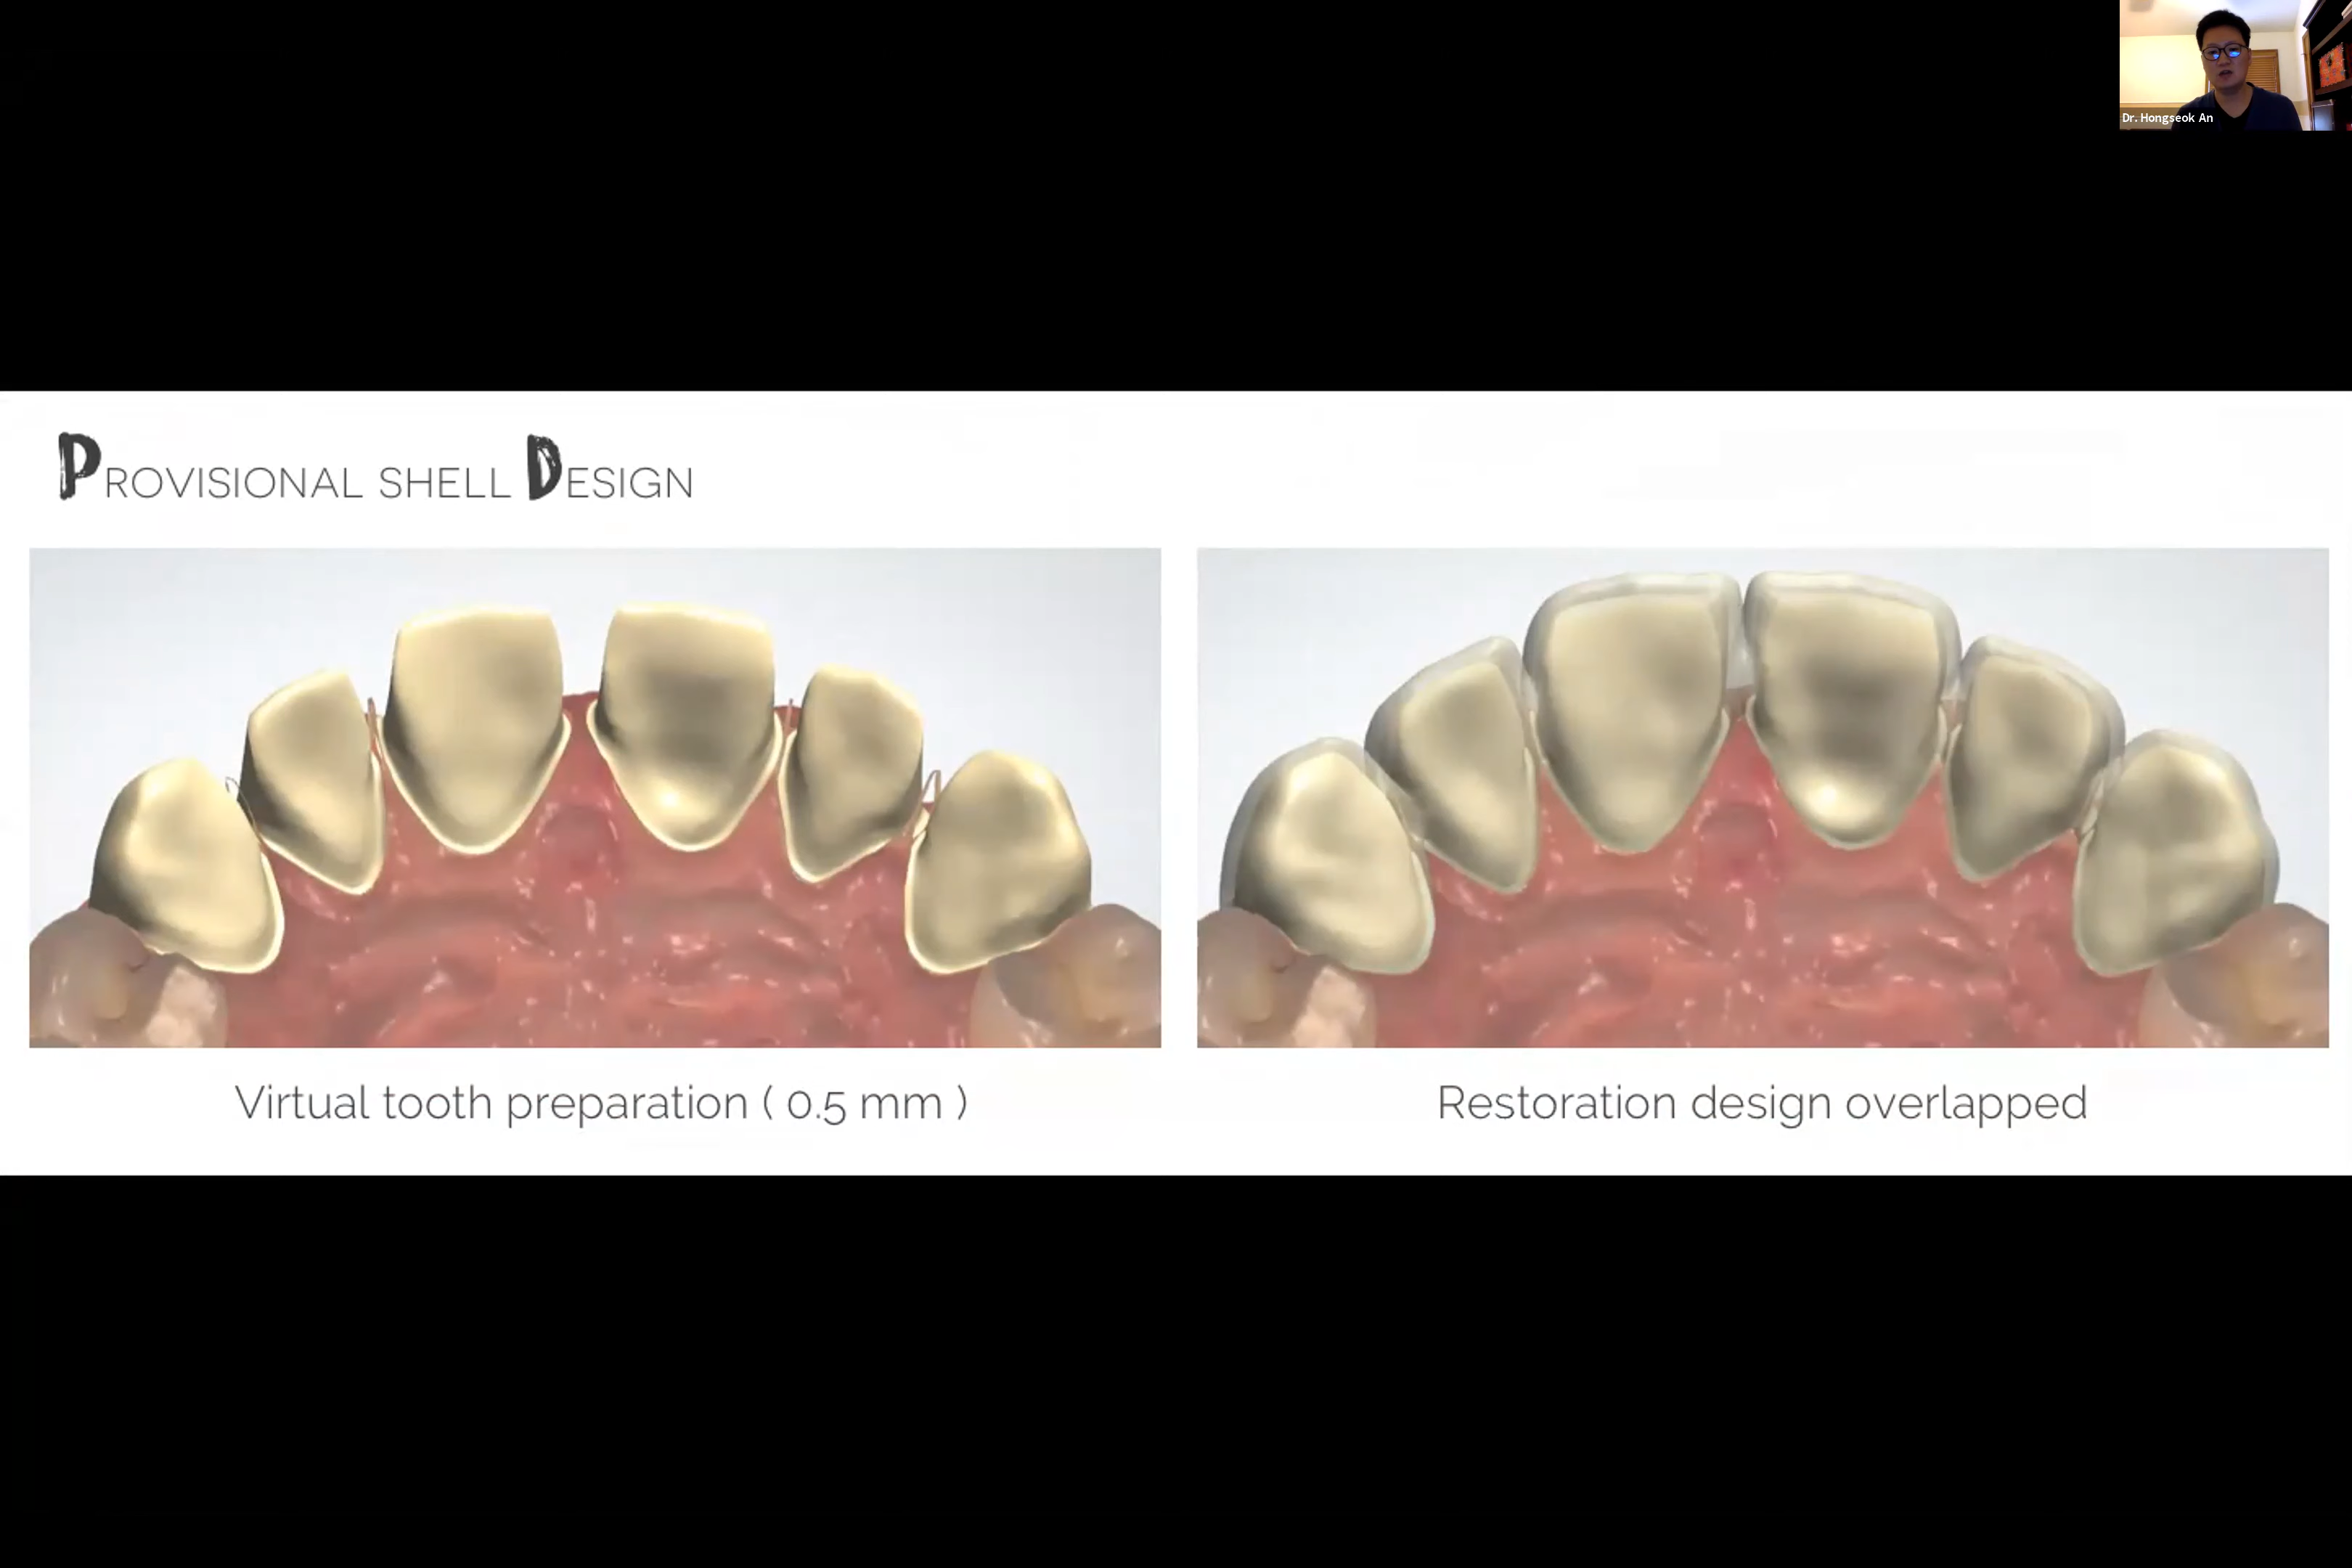 Dr. Hongseok An
PROVISIONAL SHELL DESIGN
Virtual tooth preparation ( 0.5 mm )
Restoration design overlapped